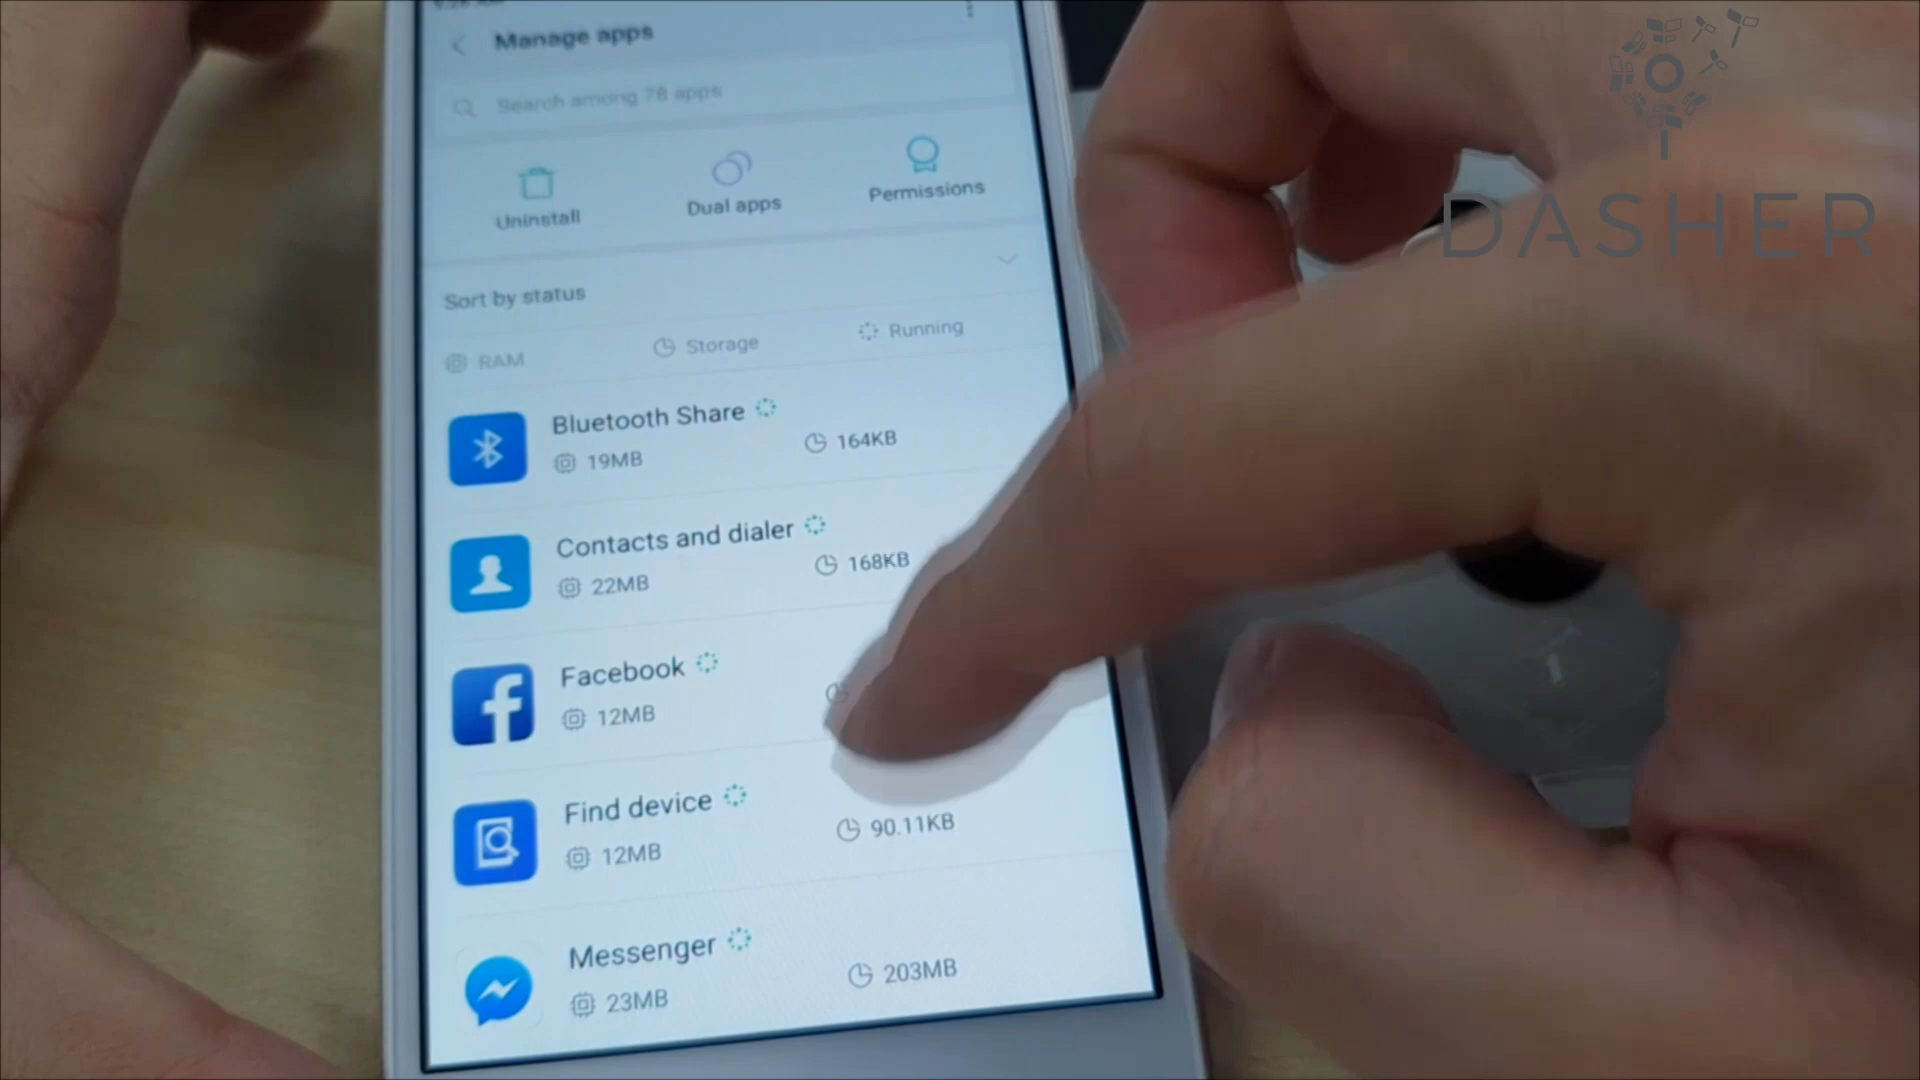 Manage apps
Search among 78 apps
Uninstall
Dual apps
Permissions
Sort by status
RAM
Storage
Running
Bluetooth Share
19MB
164KB
Contacts and dialer
22MB
168KB
Facebook
12MB
Find device
12MB
90.11KB
Messenger
23MB
203MB
DASHER